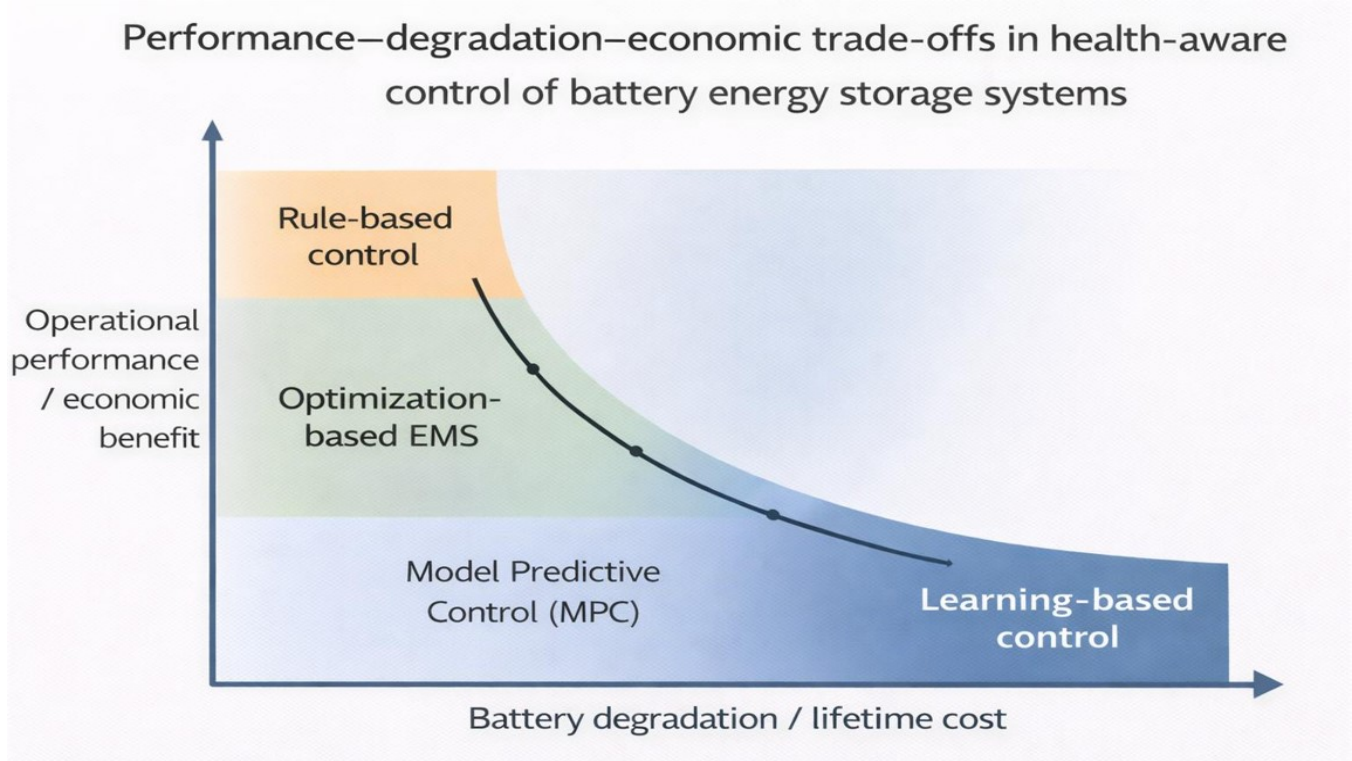 Performance–degradation–economic trade-offs in health-aware
control of battery energy storage systems
Rule-based
control
Operational
performance
/ economic
benefit
Optimization-
based EMS
Model Predictive
Control (MPC)
Learning-based
control
Battery degradation / lifetime cost